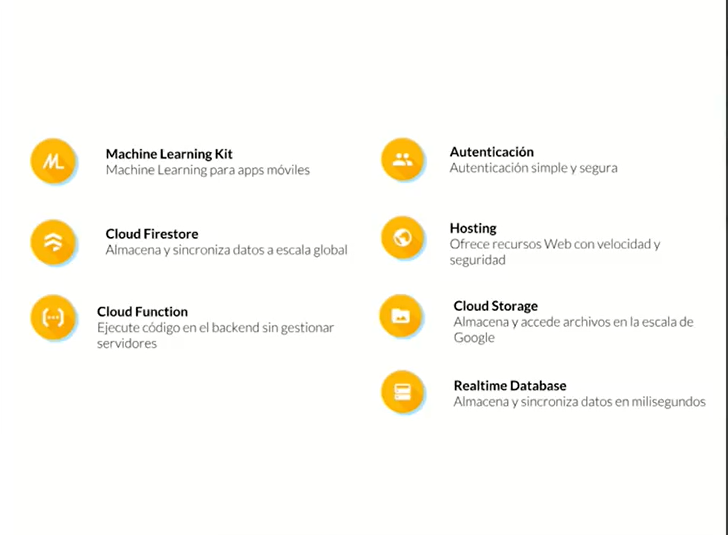 Machine Learning Kit
Machine Learning para apps móviles
Cloud Firestore
Almacena y sincroniza datos a escala global
Cloud Function
Ejecute código en el backend sin gestionar
servidores
Autenticación
Autenticación simple y segura
Hosting
Ofrece recursos Web con velocidad y
seguridad
Cloud Storage
Almacena y accede archivos en la escala de
Google
Realtime Database
Almacena y sincroniza datos en milisegundos